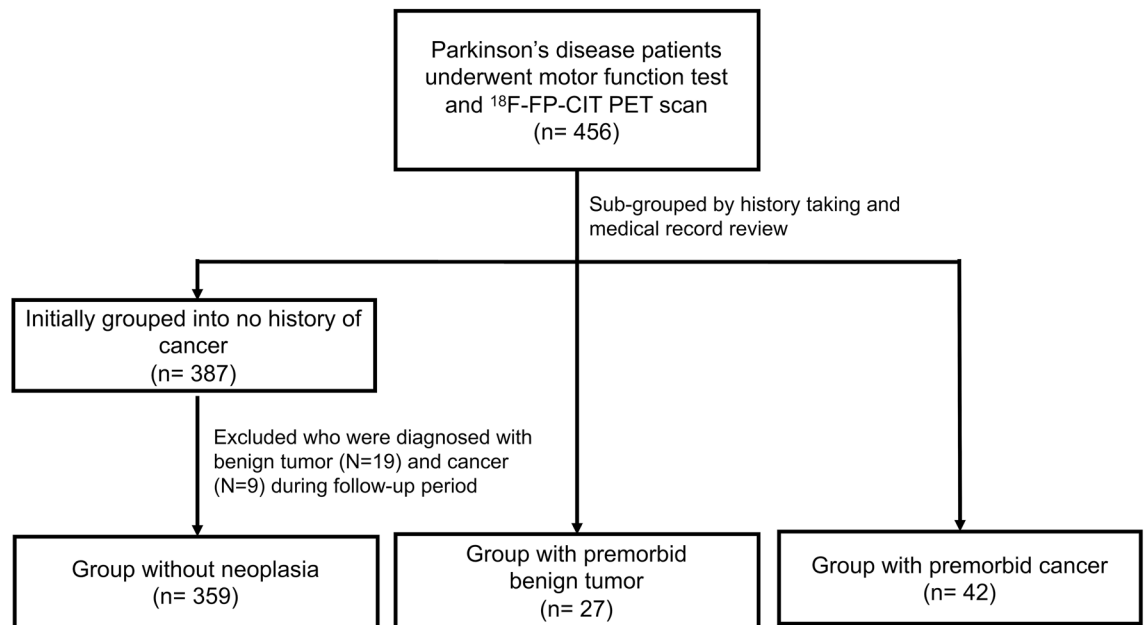 Parkinson's disease patients
underwent motor function test
and ¹⁸F-FP-CIT PET scan
(n= 456)
Sub-grouped by history taking and
medical record review
Initially grouped into no history of
cancer
(n= 387)
Excluded who were diagnosed with
benign tumor (N=19) and cancer
(N=9) during follow-up period
Group without neoplasia
(n= 359)
Group with premorbid
benign tumor
(n= 27)
Group with premorbid cancer
(n= 42)